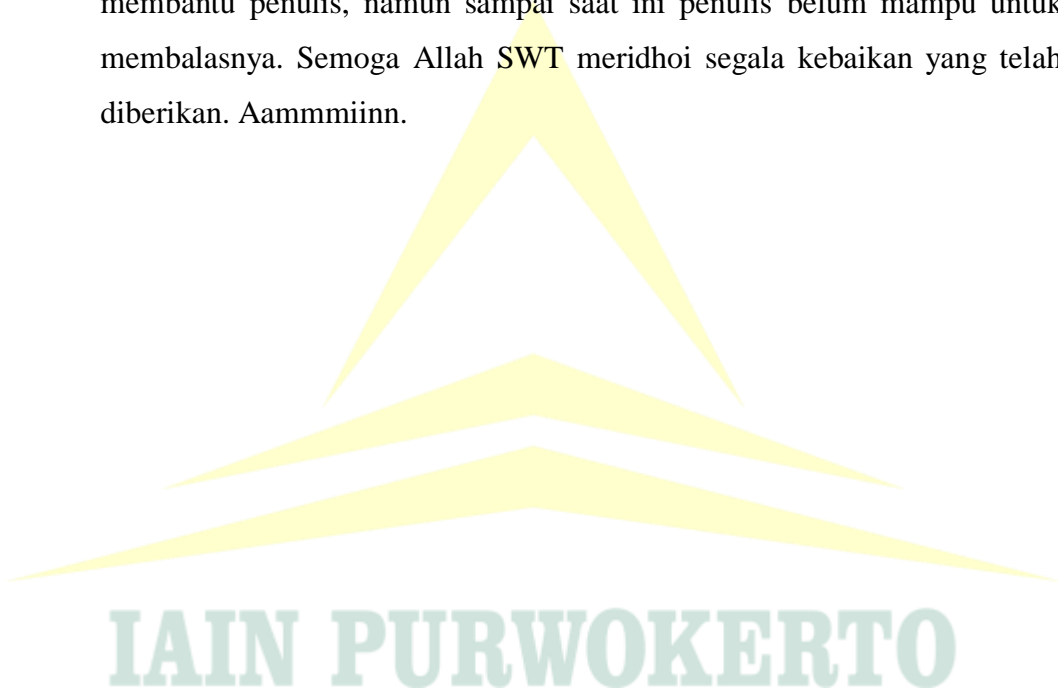 membantu penulis, namun sampai saat ini penulis belum mampu untuk
membalasnya. Semoga Allah SWT meridhoi segala kebaikan yang telah
diberikan. Aammmiinn.
IAIN PURWOKERTO